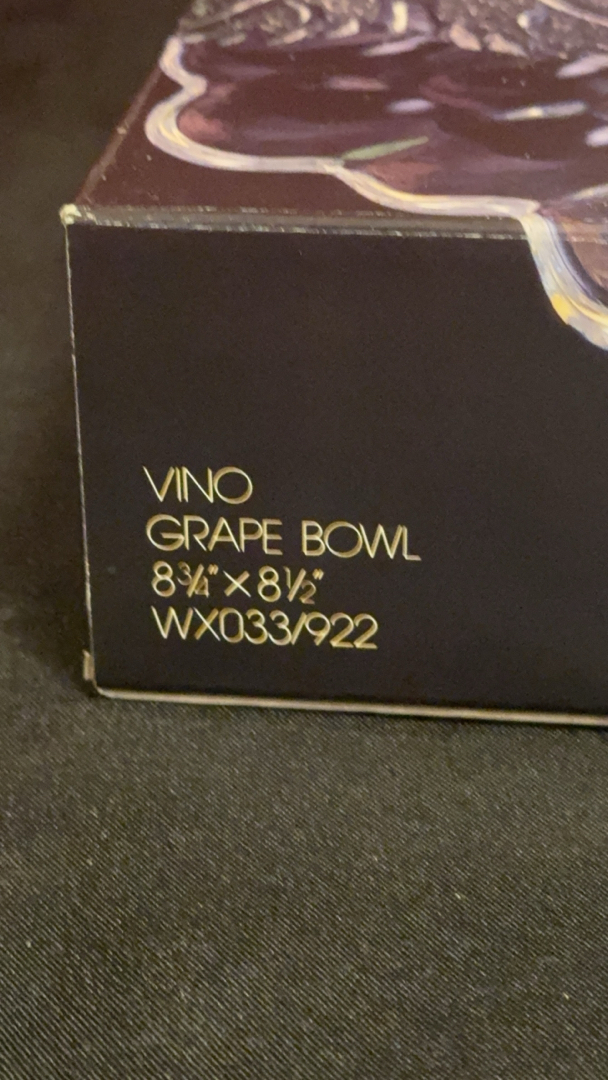 VINO
GRAPE BOWL
8¾" X 8½"
WX033/922